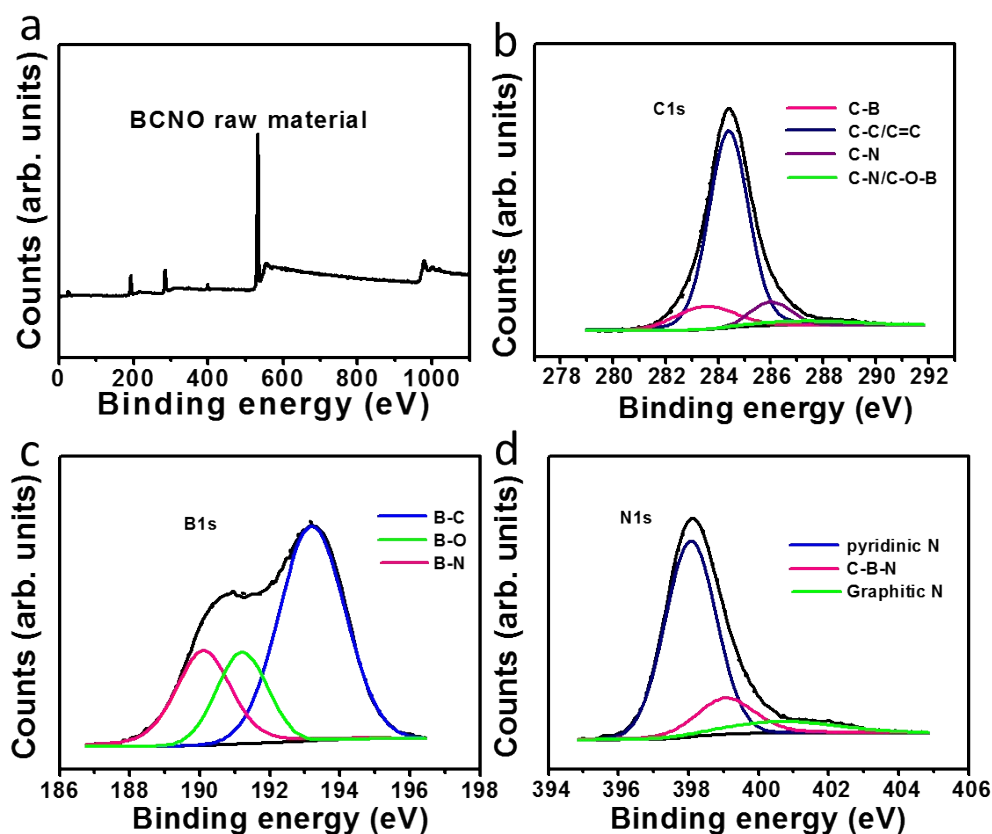 a
BCNO raw material
Counts (arb. units)
0 200 400 600 800 1000
Binding energy (eV)
b
C1s
C-B
C-C/C=C
C-N
C-N/C-O-B
Counts (arb. units)
278 280 282 284 286 288 290 292
Binding energy (eV)
c
B1s
B-C
B-O
B-N
Counts (arb. units)
186 188 190 192 194 196 198
Binding energy (eV)
d
N1s
pyridinic N
C-B-N
Graphitic N
Counts (arb. units)
394 396 398 400 402 404 406
Binding energy (eV)